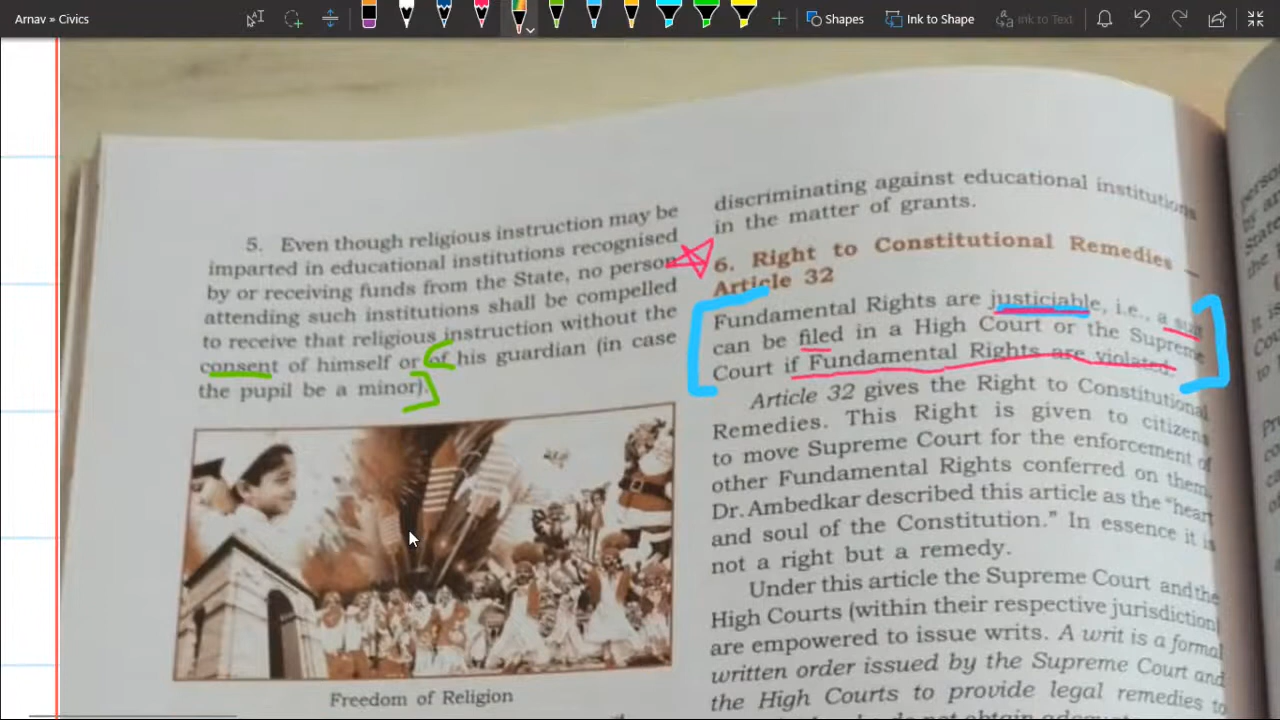 Arnav » Civics
Shapes
Ink to Shape
Ink to Text
5. Even though religious instruction may be
imparted in educational institutions recognised
by or receiving funds from the State, no person
attending such institutions shall be compelled
to receive that religious instruction without the
consent of himself or of his guardian (in case
the pupil be a minor).
Freedom of Religion
discriminating against educational institutions
in the matter of grants.
6. Right to Constitutional Remedies –
Article 32
Fundamental Rights are justiciable, i.e., a suit
can be filed in a High Court or the Supreme
Court if Fundamental Rights are violated.
Article 32 gives the Right to Constitutional
Remedies. This Right is given to citizens
to move Supreme Court for the enforcement of
other Fundamental Rights conferred on them.
Dr. Ambedkar described this article as the "heart
and soul of the Constitution." In essence it is
not a right but a remedy.
Under this article the Supreme Court and the
High Courts (within their respective jurisdiction)
are empowered to issue writs. A writ is a formal
written order issued by the Supreme Court and
the High Courts to provide legal remedies to